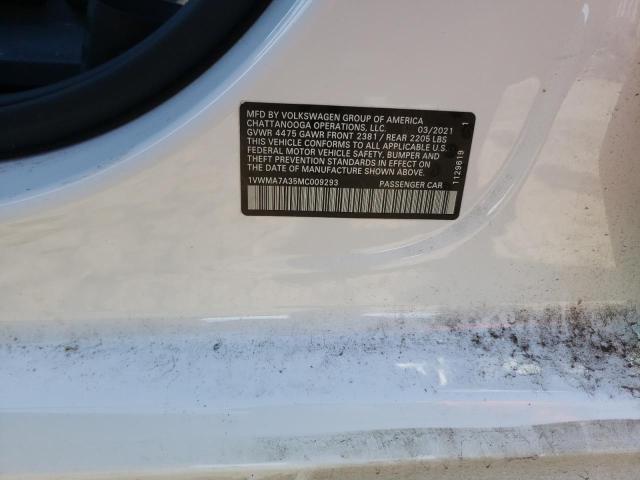 MFD BY VOLKSWAGEN GROUP OF AMERICA
CHATTANOOGA OPERATIONS, LLC. 03/2021
GVWR 4475 GAWR FRONT 2381 / REAR 2205 LBS
THIS VEHICLE CONFORMS TO ALL APPLICABLE U.S.
FEDERAL MOTOR VEHICLE SAFETY, BUMPER AND
THEFT PREVENTION STANDARDS IN EFFECT ON
THE DATE OF MANUFACTURE SHOWN ABOVE.
1VWMA7A35MC009293 PASSENGER CAR
1129619 1